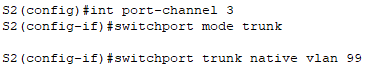 S2(config)#int port-channel 3
S2(config-if)#switchport mode trunk
S2(config-if)#switchport trunk native vlan 99